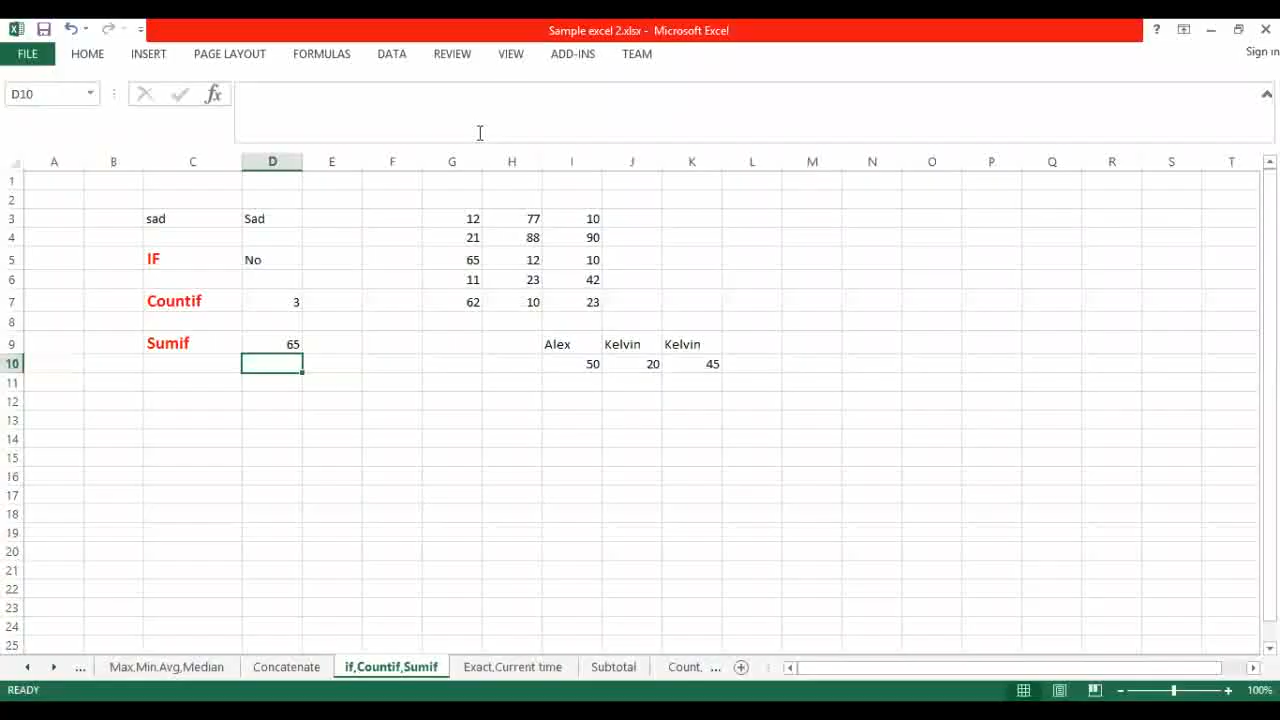 Sample excel 2.xlsx - Microsoft Excel
?
FILE HOME INSERT PAGE LAYOUT FORMULAS DATA REVIEW VIEW ADD-INS TEAM Sign in
D10 fx
A B C D E F G H I J K L M N O P Q R S T
1
2
3 sad Sad 12 77 10
4 21 88 90
5 IF No 65 12 10
6 11 23 42
7 Countif 3 62 10 23
8
9 Sumif 65 Alex Kelvin Kelvin
10 50 20 45
11
12
13
14
15
16
17
18
19
20
21
22
23
24
25
... Max.Min.Avg,Median Concatenate if,Countif,Sumif Exact.Current time Subtotal Count. ...
READY 100%